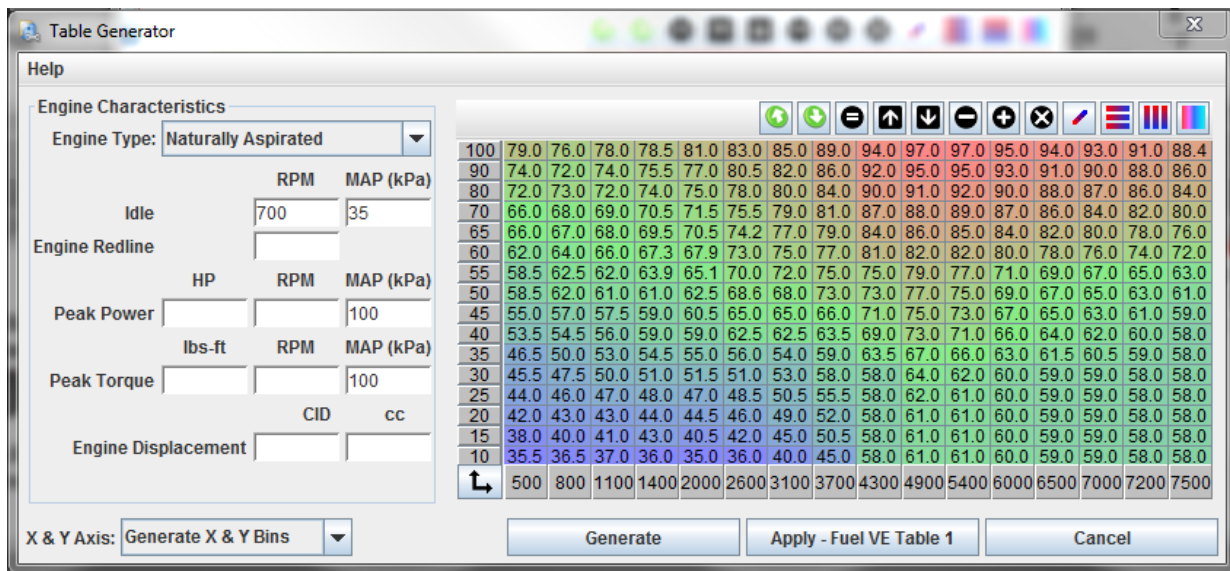 Table Generator
Help
Engine Characteristics
Engine Type: Naturally Aspirated
RPM MAP (kPa)
Idle 700 35
Engine Redline
HP RPM MAP (kPa)
Peak Power 100
lbs-ft RPM MAP (kPa)
Peak Torque 100
CID cc
Engine Displacement
100 79.0 76.0 78.0 78.5 81.0 83.0 85.0 89.0 94.0 97.0 97.0 95.0 94.0 93.0 91.0 88.4
90 74.0 72.0 74.0 75.5 77.0 80.5 82.0 86.0 92.0 95.0 95.0 93.0 91.0 90.0 88.0 86.0
80 72.0 73.0 72.0 74.0 75.0 78.0 80.0 84.0 90.0 91.0 92.0 90.0 88.0 87.0 86.0 84.0
70 66.0 68.0 69.0 70.5 71.5 75.5 79.0 81.0 87.0 88.0 89.0 87.0 86.0 84.0 82.0 80.0
65 66.0 67.0 68.0 69.5 70.5 74.2 77.0 79.0 84.0 86.0 85.0 84.0 82.0 80.0 78.0 76.0
60 62.0 64.0 66.0 67.3 67.9 73.0 75.0 77.0 81.0 82.0 82.0 80.0 78.0 76.0 74.0 72.0
55 58.5 62.5 62.0 63.9 65.1 70.0 72.0 75.0 75.0 79.0 77.0 71.0 69.0 67.0 65.0 63.0
50 58.5 62.0 61.0 61.0 62.5 68.6 68.0 73.0 73.0 77.0 75.0 69.0 67.0 65.0 63.0 61.0
45 55.0 57.0 57.5 59.0 60.5 65.0 65.0 66.0 71.0 75.0 73.0 67.0 65.0 63.0 61.0 59.0
40 53.5 54.5 56.0 59.0 59.0 62.5 62.5 63.5 69.0 73.0 71.0 66.0 64.0 62.0 60.0 58.0
35 46.5 50.0 53.0 54.5 55.0 56.0 54.0 59.0 63.5 67.0 66.0 63.0 61.5 60.5 59.0 58.0
30 45.5 47.5 50.0 51.0 51.5 51.0 53.0 58.0 58.0 64.0 62.0 60.0 59.0 59.0 58.0 58.0
25 44.0 46.0 47.0 48.0 47.0 48.5 50.5 55.5 58.0 62.0 61.0 60.0 59.0 59.0 58.0 58.0
20 42.0 43.0 43.0 44.0 44.5 46.0 49.0 52.0 58.0 61.0 61.0 60.0 59.0 59.0 58.0 58.0
15 38.0 40.0 41.0 43.0 40.5 42.0 45.0 50.5 58.0 61.0 61.0 60.0 59.0 59.0 58.0 58.0
10 35.5 36.5 37.0 36.0 35.0 36.0 40.0 45.0 58.0 61.0 61.0 60.0 59.0 59.0 58.0 58.0
500 800 1100 1400 2000 2600 3100 3700 4300 4900 5400 6000 6500 7000 7200 7500
X & Y Axis: Generate X & Y Bins
Generate Apply - Fuel VE Table 1 Cancel